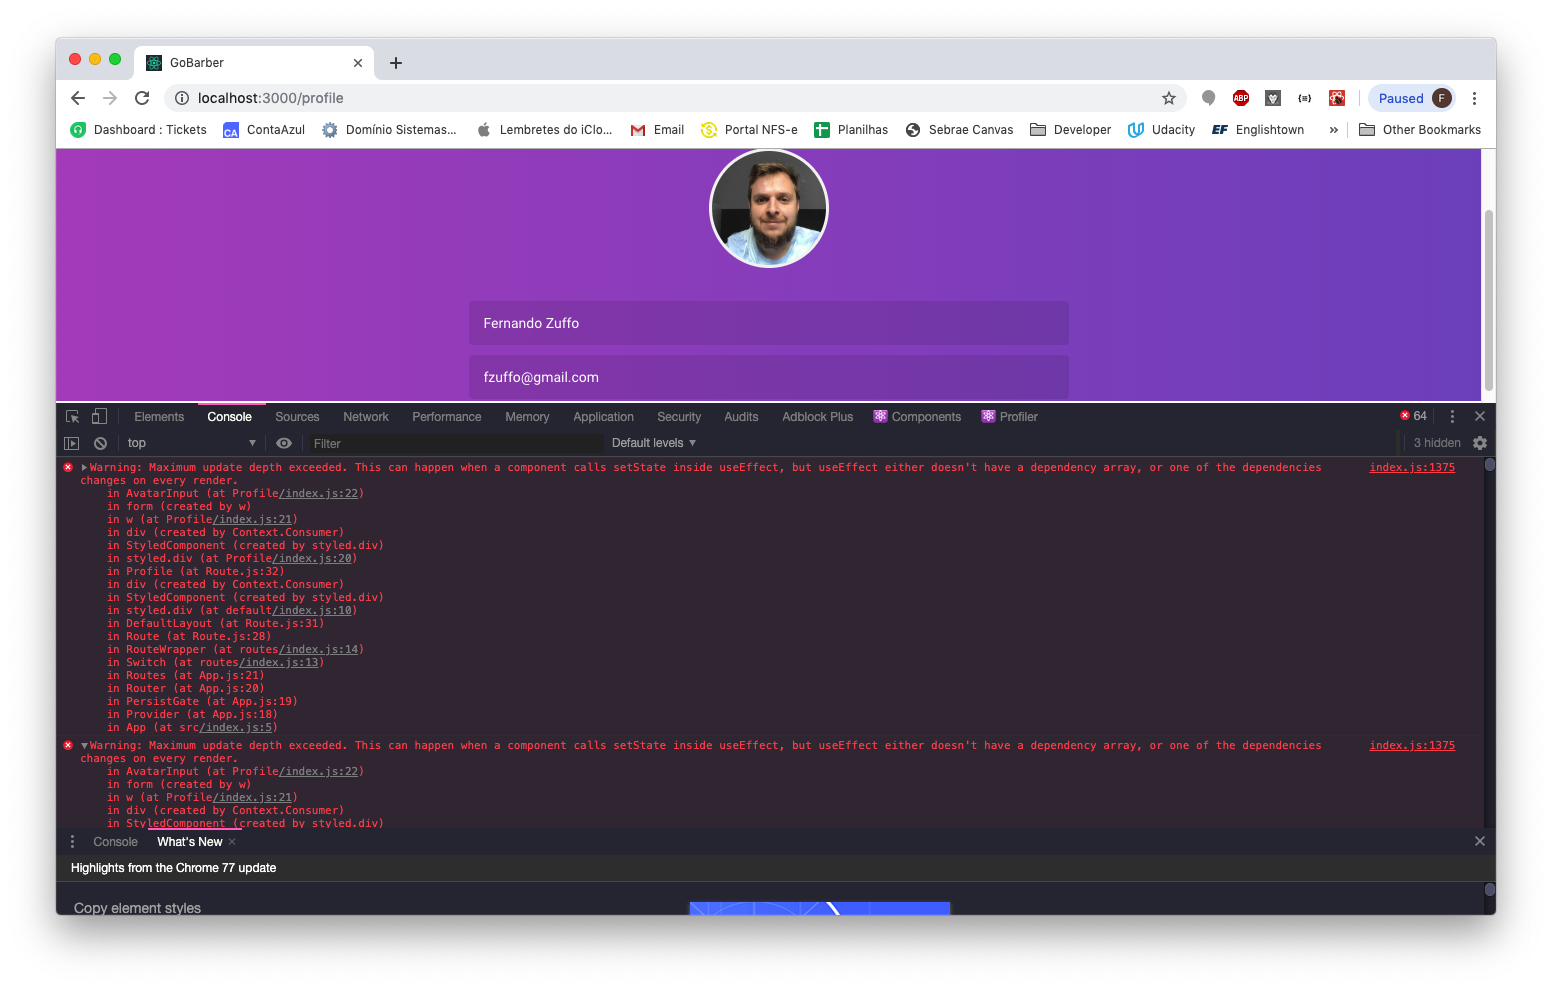 GoBarber
localhost:3000/profile
ABP
Paused
F
Dashboard : Tickets
CA
ContaAzul
Domínio Sistemas...
Lembretes do iClo...
Email
Portal NFS-e
Planilhas
Sebrae Canvas
Developer
Udacity
EF
Englishtown
»
Other Bookmarks
Fernando Zuffo
fzuffo@gmail.com
Elements
Console
Sources
Network
Performance
Memory
Application
Security
Audits
Adblock Plus
Components
Profiler
64
top
Filter
Default levels
3 hidden
Warning: Maximum update depth exceeded. This can happen when a component calls setState inside useEffect, but useEffect either doesn't have a dependency array, or one of the dependencies
index.js:1375
changes on every render.
in AvatarInput (at Profile/index.js:22)
in form (created by w)
in w (at Profile/index.js:21)
in div (created by Context.Consumer)
in StyledComponent (created by styled.div)
in styled.div (at Profile/index.js:20)
in Profile (at Route.js:32)
in div (created by Context.Consumer)
in StyledComponent (created by styled.div)
in styled.div (at default/index.js:10)
in DefaultLayout (at Route.js:31)
in Route (at Route.js:28)
in RouteWrapper (at routes/index.js:14)
in Switch (at routes/index.js:13)
in Routes (at App.js:21)
in Router (at App.js:20)
in PersistGate (at App.js:19)
in Provider (at App.js:18)
in App (at src/index.js:5)
Warning: Maximum update depth exceeded. This can happen when a component calls setState inside useEffect, but useEffect either doesn't have a dependency array, or one of the dependencies
index.js:1375
changes on every render.
in AvatarInput (at Profile/index.js:22)
in form (created by w)
in w (at Profile/index.js:21)
in div (created by Context.Consumer)
in StyledComponent (created by styled.div)
Console
What's New
Highlights from the Chrome 77 update
Copy element styles